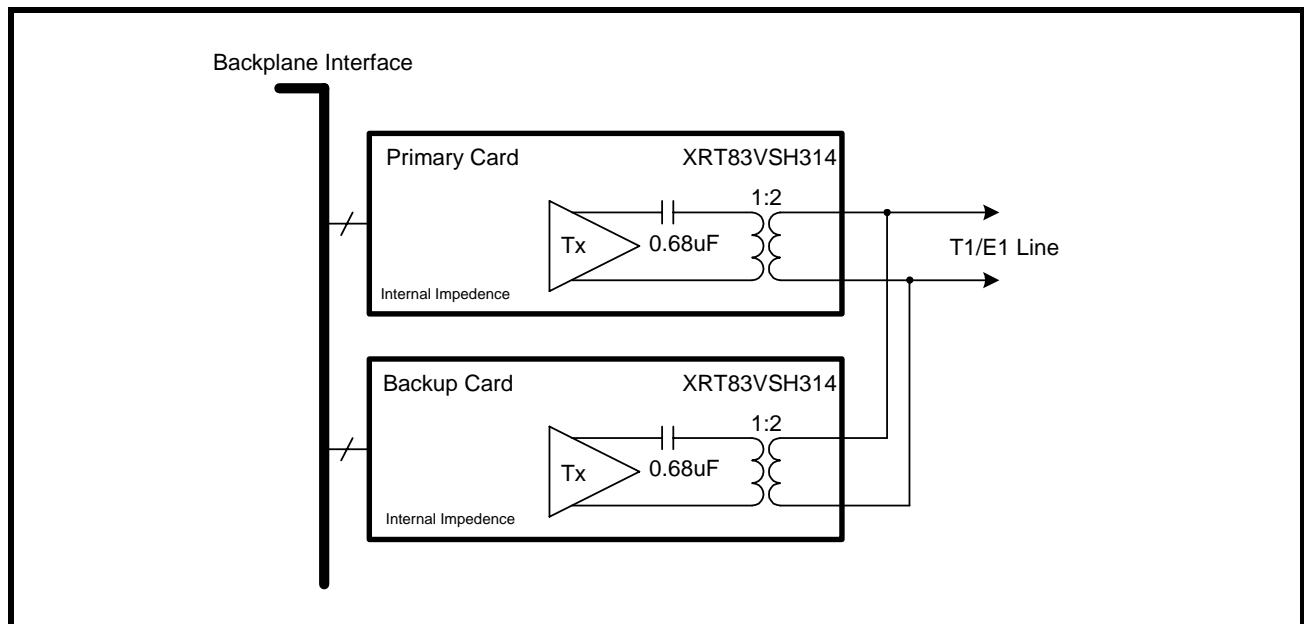 Backplane Interface
Primary Card XRT83VSH314
1:2
Tx 0.68uF
T1/E1 Line
Internal Impedence
Backup Card XRT83VSH314
1:2
Tx 0.68uF
Internal Impedence